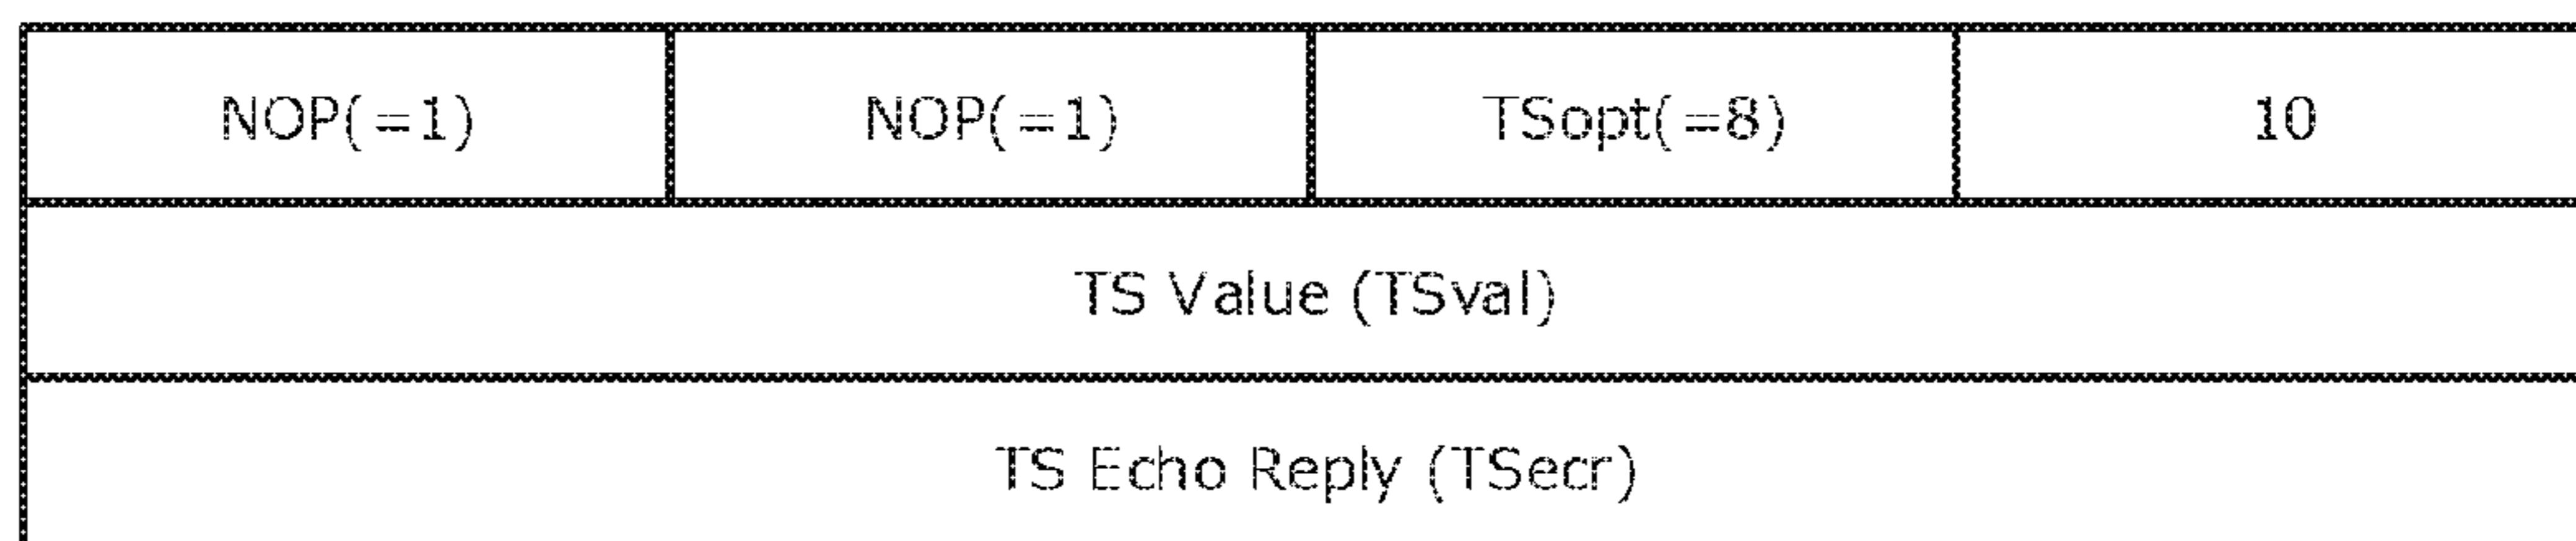 NOP(=1) NOP(=1) TSopt(=8) 10
TS Value (TSval)
TS Echo Reply (TSecr)